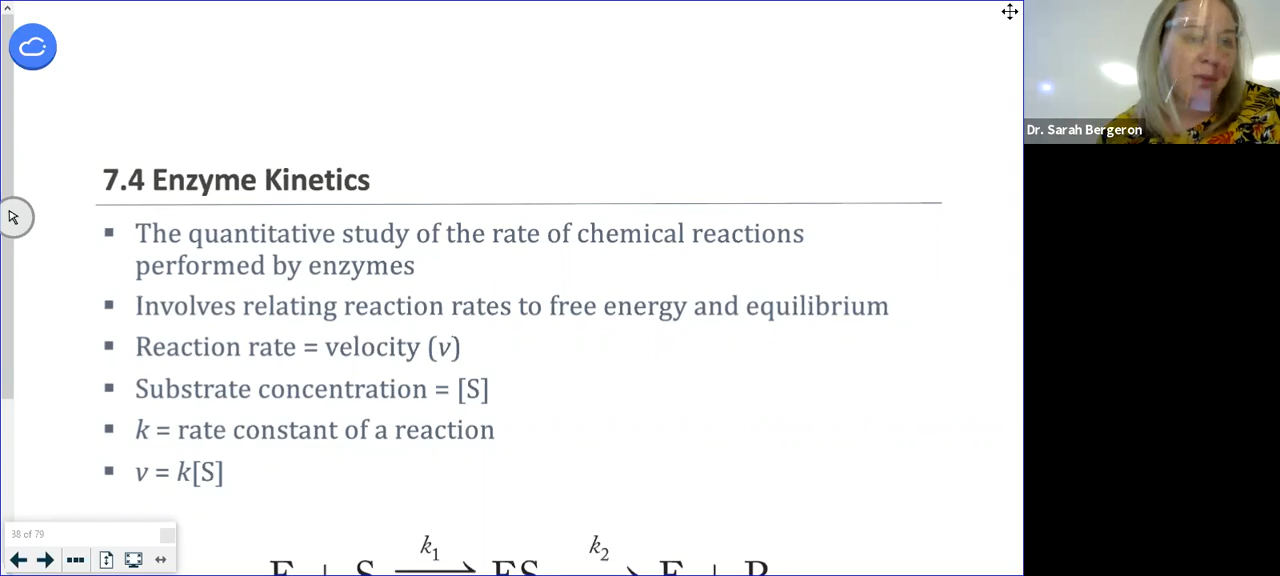 7.4 Enzyme Kinetics
The quantitative study of the rate of chemical reactions
performed by enzymes
Involves relating reaction rates to free energy and equilibrium
Reaction rate = velocity (v)
Substrate concentration = [S]
k = rate constant of a reaction
v = k[S]
k₁ k₂
E + S ES E + P
38 of 79
Dr. Sarah Bergeron